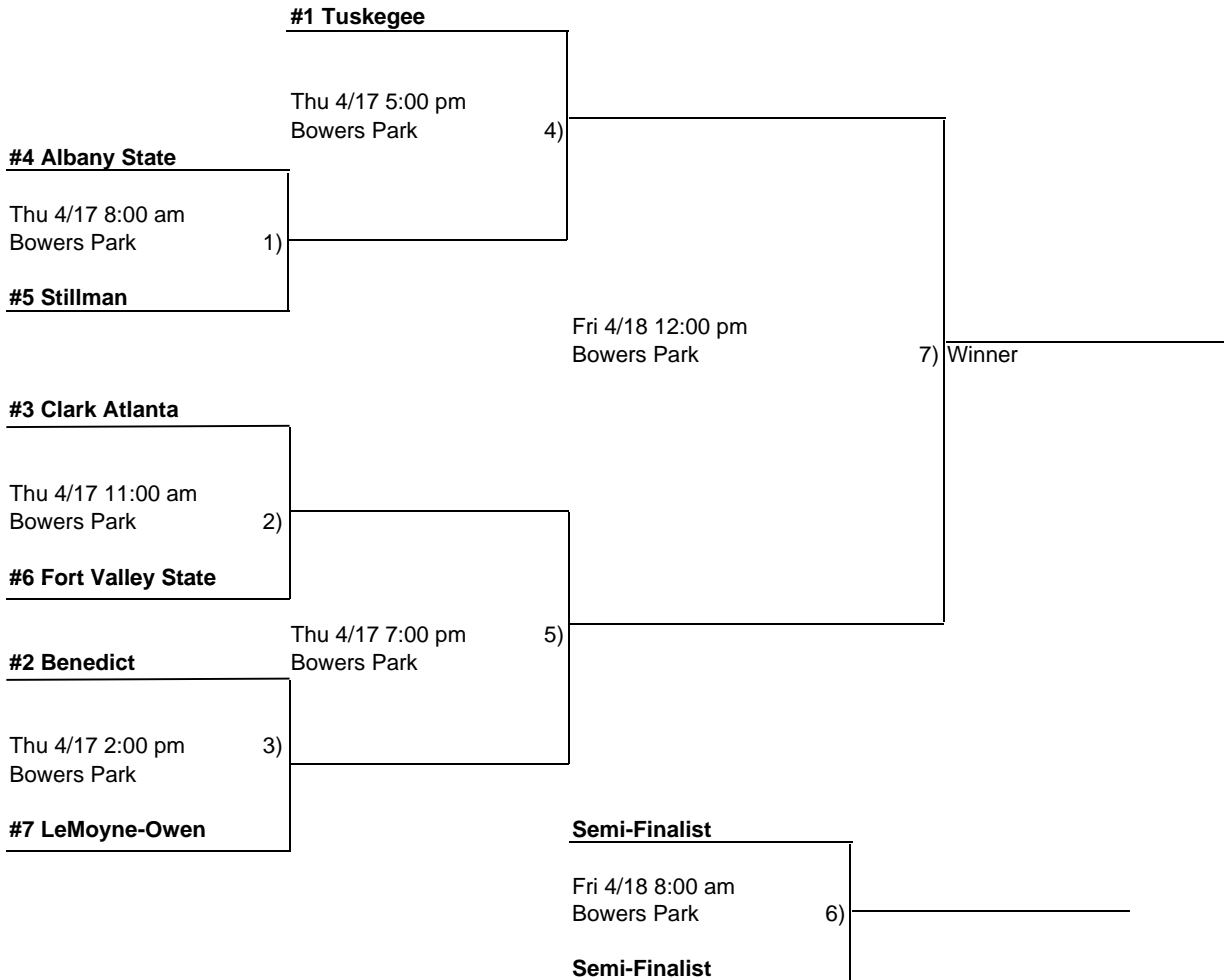 #1 Tuskegee
Thu 4/17 5:00 pm
Bowers Park 4)
#4 Albany State
Thu 4/17 8:00 am
Bowers Park 1)
#5 Stillman
Fri 4/18 12:00 pm
Bowers Park 7) Winner
#3 Clark Atlanta
Thu 4/17 11:00 am
Bowers Park 2)
#6 Fort Valley State
Thu 4/17 7:00 pm 5)
Bowers Park
#2 Benedict
Thu 4/17 2:00 pm 3)
Bowers Park
#7 LeMoyne-Owen
Semi-Finalist
Fri 4/18 8:00 am
Bowers Park 6)
Semi-Finalist